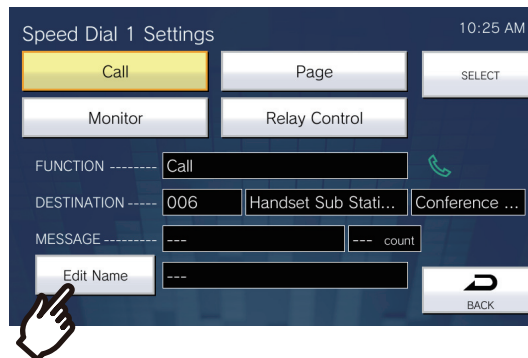 Speed Dial 1 Settings
10:25 AM
Call
Page
SELECT
Monitor
Relay Control
FUNCTION -------- Call
DESTINATION ----- 006 Handset Sub Stati... Conference ...
MESSAGE --------- --- --- count
Edit Name ---
BACK